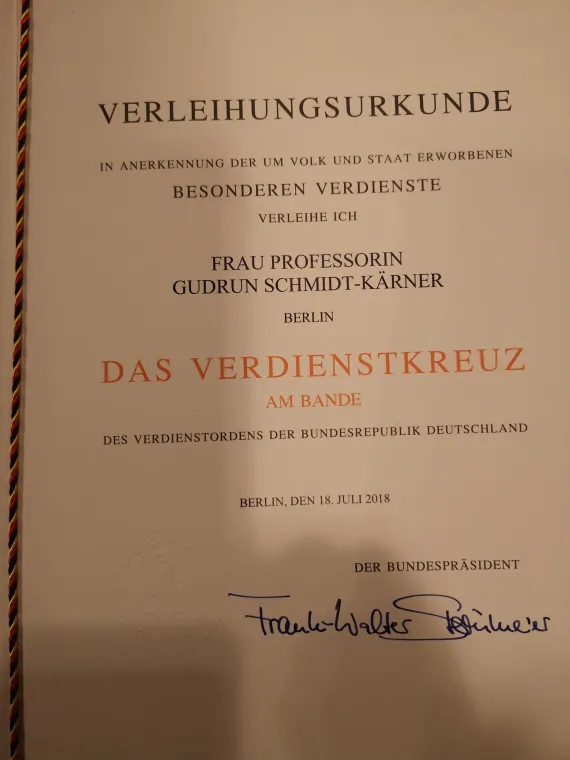 VERLEIHUNGSURKUNDE
IN ANERKENNUNG DER UM VOLK UND STAAT ERWORBENEN
BESONDEREN VERDIENSTE
VERLEIHE ICH
FRAU PROFESSORIN
GUDRUN SCHMIDT-KÄRNER
BERLIN
DAS VERDIENSTKREUZ
AM BANDE
DES VERDIENSTORDENS DER BUNDESREPUBLIK DEUTSCHLAND
BERLIN, DEN 18. JULI 2018
DER BUNDESPRÄSIDENT
Frank-Walter Steinmeier